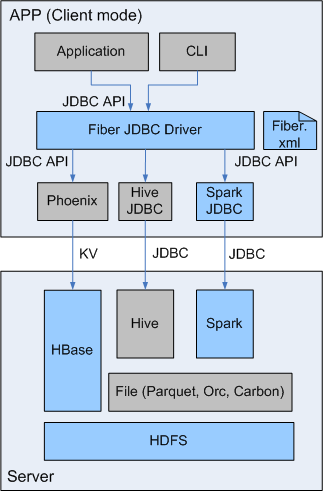 APP (Client mode)
Application
CLI
JDBC API
Fiber JDBC Driver
Fiber.
xml
JDBC API
JDBC API
Phoenix
Hive
JDBC
Spark
JDBC
KV
JDBC
JDBC
HBase
Hive
Spark
File (Parquet, Orc, Carbon)
HDFS
Server